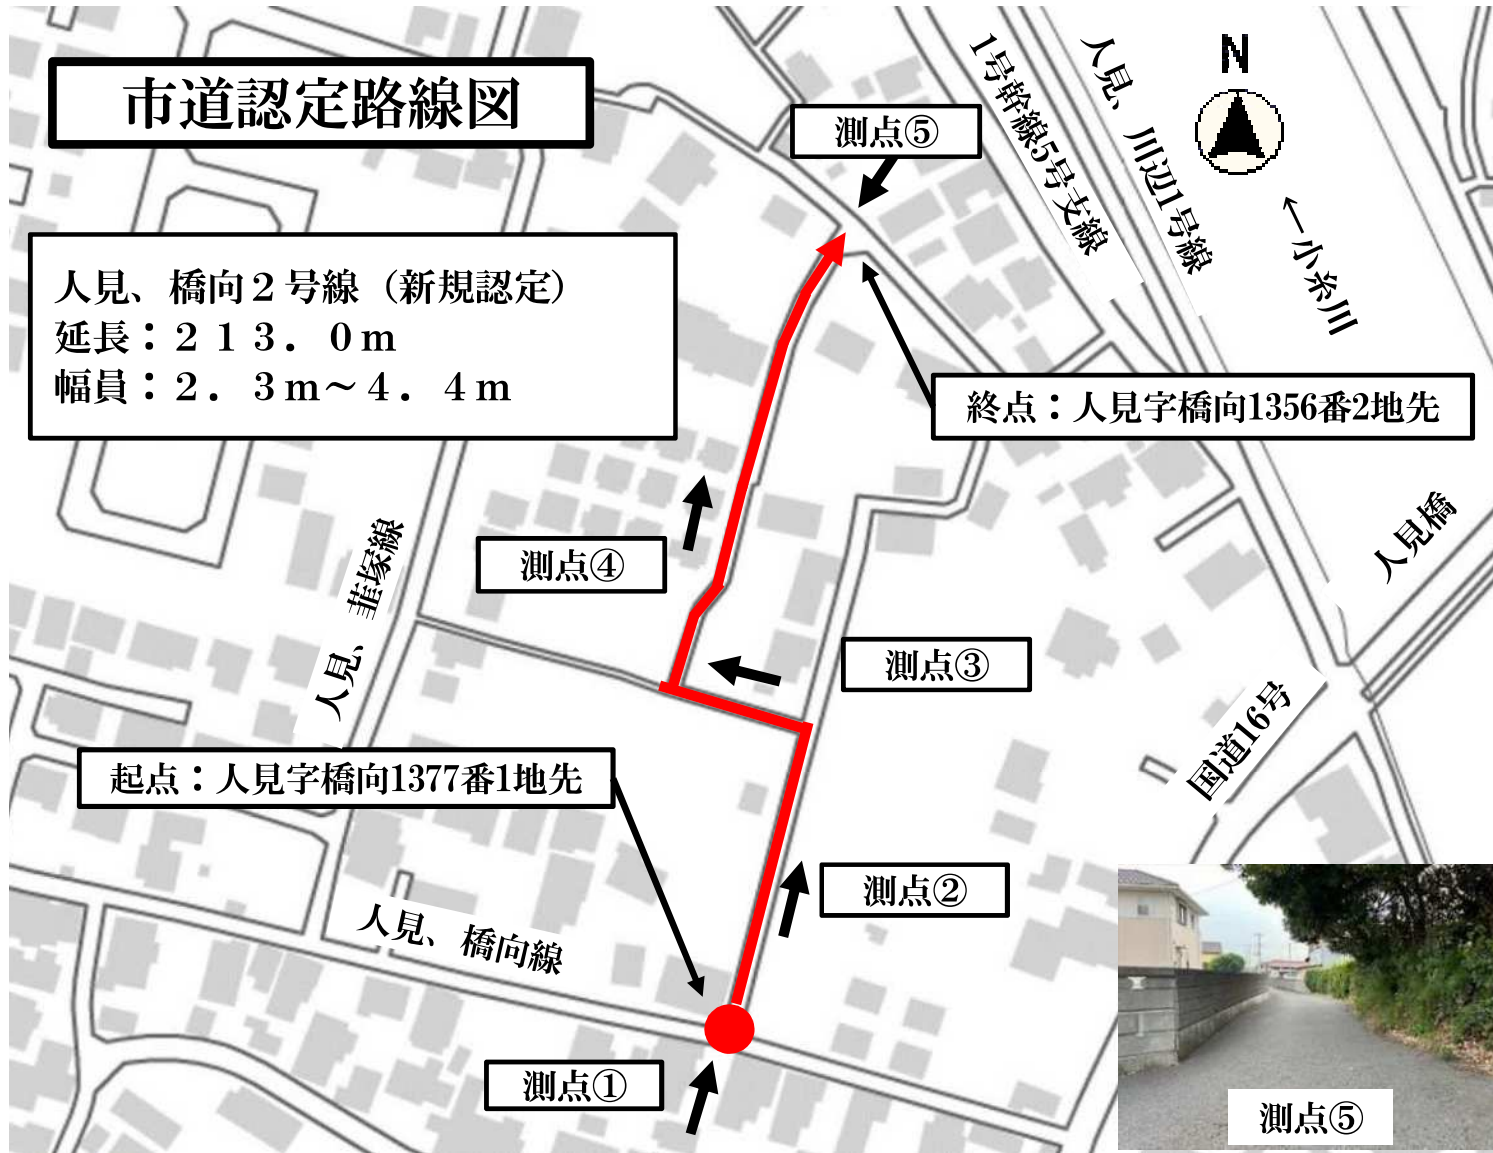 市道認定路線図
人見、橋向２号線（新規認定）
延長：２１３．０ｍ
幅員：２．３ｍ～４．４ｍ
測点⑤
1号幹線5号支線
人見、川辺1号線
N
←小糸川
終点：人見字橋向1356番2地先
人見橋
測点④
人見、韮塚線
測点③
国道16号
起点：人見字橋向1377番1地先
測点②
人見、橋向線
測点①
測点⑤